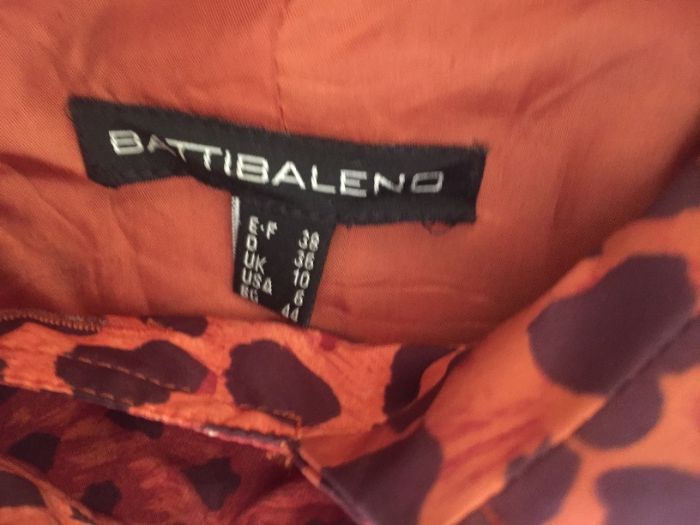 BATTIBALENO
E-F 38
D 36
UK 10
USA 6
44